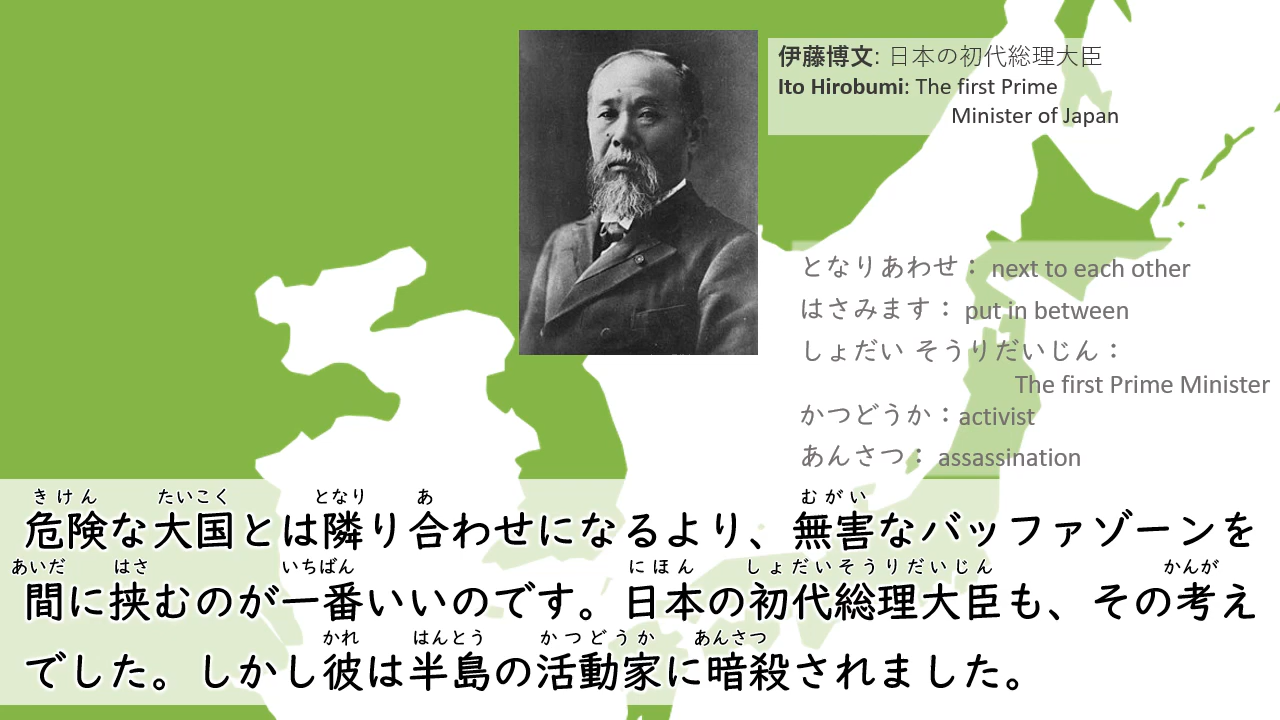 伊藤博文: 日本の初代総理大臣
Ito Hirobumi: The first Prime
Minister of Japan
となりあわせ： next to each other
はさみます： put in between
しょだい そうりだいじん：
The first Prime Minister
かつどうか：activist
あんさつ： assassination
きけん たいこく となり あ むがい
危険な大国とは隣り合わせになるより、無害なバッファゾーンを
あいだ はさ いちばん にほん しょだいそうりだいじん かんが
間に挟むのが一番いいのです。日本の初代総理大臣も、その考え
かれ はんとう かつどうか あんさつ
でした。しかし彼は半島の活動家に暗殺されました。